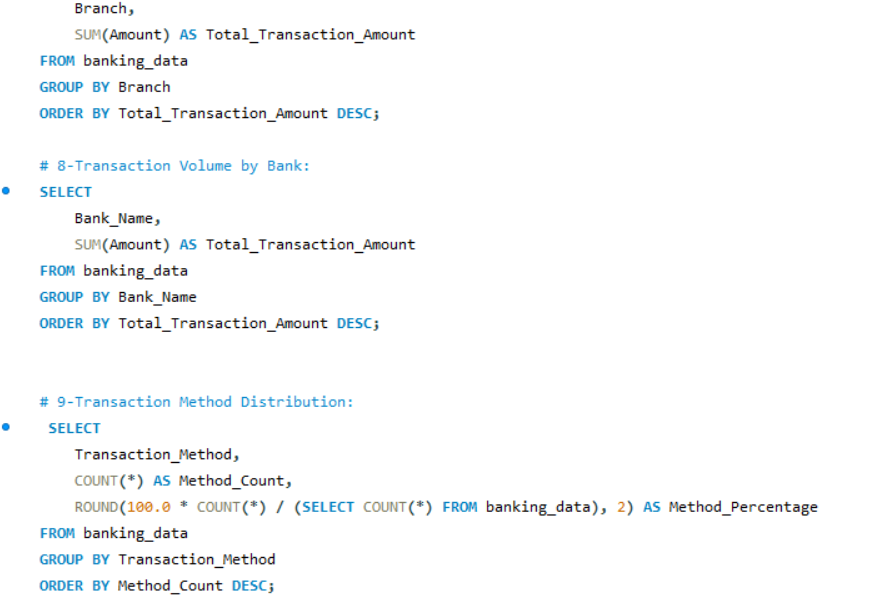 Branch,
SUM(Amount) AS Total_Transaction_Amount
FROM banking_data
GROUP BY Branch
ORDER BY Total_Transaction_Amount DESC;
# 8-Transaction Volume by Bank:
SELECT
Bank_Name,
SUM(Amount) AS Total_Transaction_Amount
FROM banking_data
GROUP BY Bank_Name
ORDER BY Total_Transaction_Amount DESC;
# 9-Transaction Method Distribution:
SELECT
Transaction_Method,
COUNT(*) AS Method_Count,
ROUND(100.0 * COUNT(*) / (SELECT COUNT(*) FROM banking_data), 2) AS Method_Percentage
FROM banking_data
GROUP BY Transaction_Method
ORDER BY Method_Count DESC;